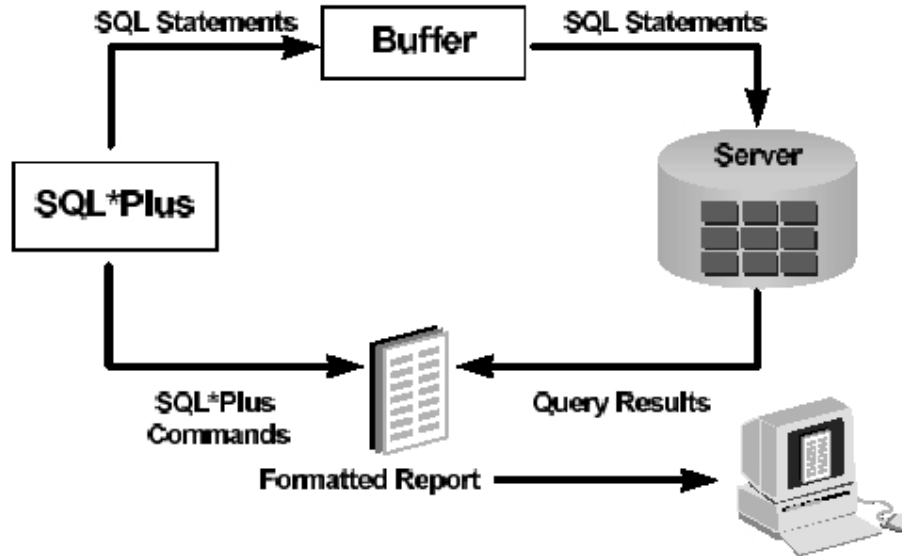 SQL Statements
Buffer
SQL Statements
Server
SQL*Plus
SQL*Plus
Commands
Query Results
Formatted Report